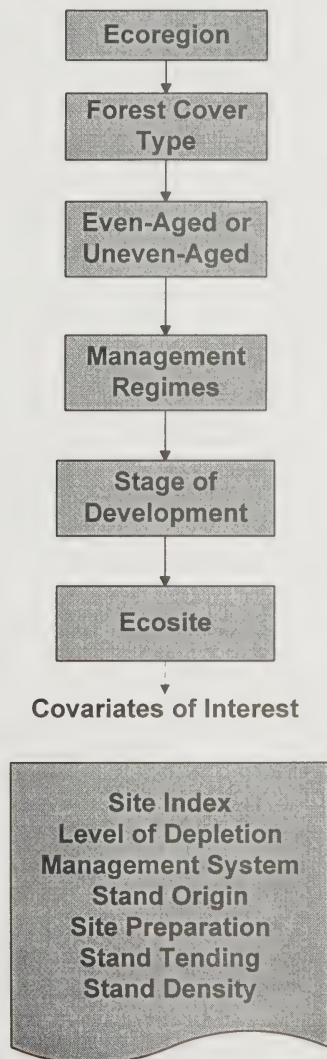 Ecoregion
Forest Cover
Type
Even-Aged or
Uneven-Aged
Management
Regimes
Stage of
Development
Ecosite
Covariates of Interest
Site Index
Level of Depletion
Management System
Stand Origin
Site Preparation
Stand Tending
Stand Density